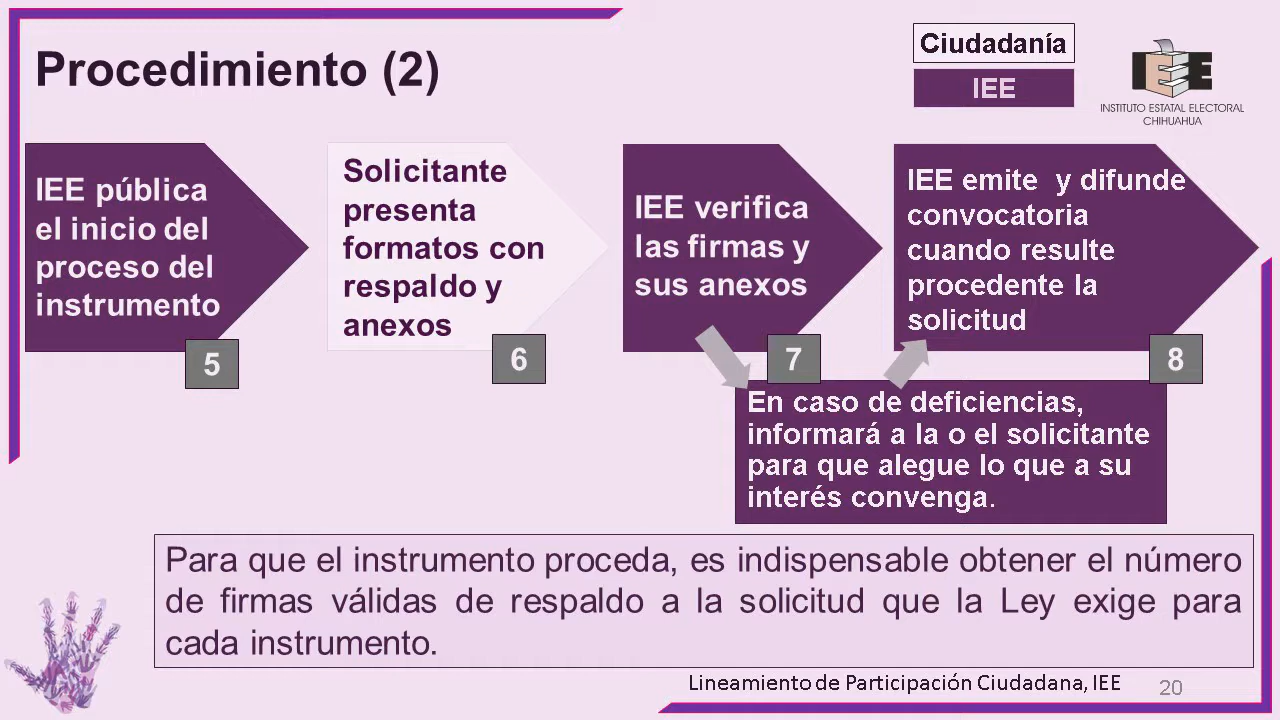 Procedimiento (2)
Ciudadanía
IEE
IEE
INSTITUTO ESTATAL ELECTORAL
CHIHUAHUA
IEE pública
el inicio del
proceso del
instrumento
5
Solicitante
presenta
formatos con
respaldo y
anexos
6
IEE verifica
las firmas y
sus anexos
7
IEE emite y difunde
convocatoria
cuando resulte
procedente la
solicitud
8
En caso de deficiencias,
informará a la o el solicitante
para que alegue lo que a su
interés convenga.
Para que el instrumento proceda, es indispensable obtener el número
de firmas válidas de respaldo a la solicitud que la Ley exige para
cada instrumento.
Lineamiento de Participación Ciudadana, IEE
20